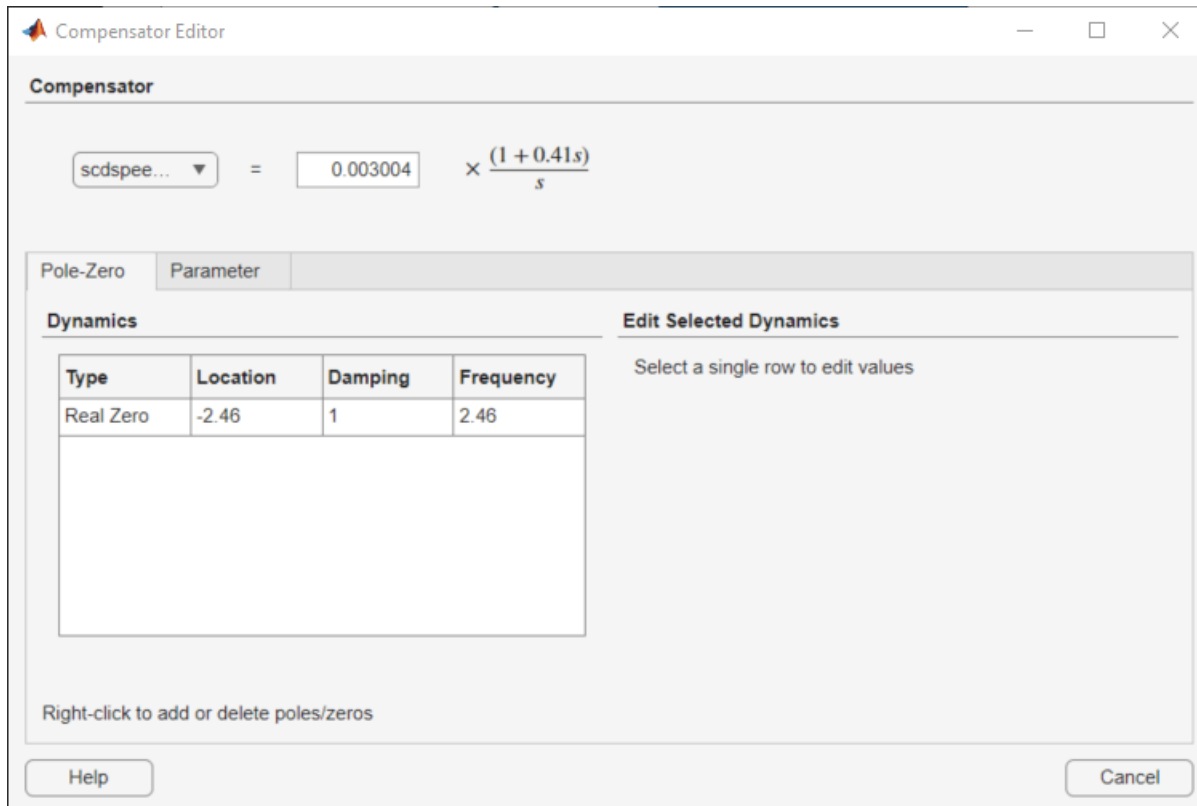 Compensator Editor
Compensator
scdspee... = 0.003004 × (1 + 0.41s)
s
Pole-Zero Parameter
Dynamics Edit Selected Dynamics
Select a single row to edit values
Type Location Damping Frequency
Real Zero -2.46 1 2.46
Right-click to add or delete poles/zeros
Help Cancel